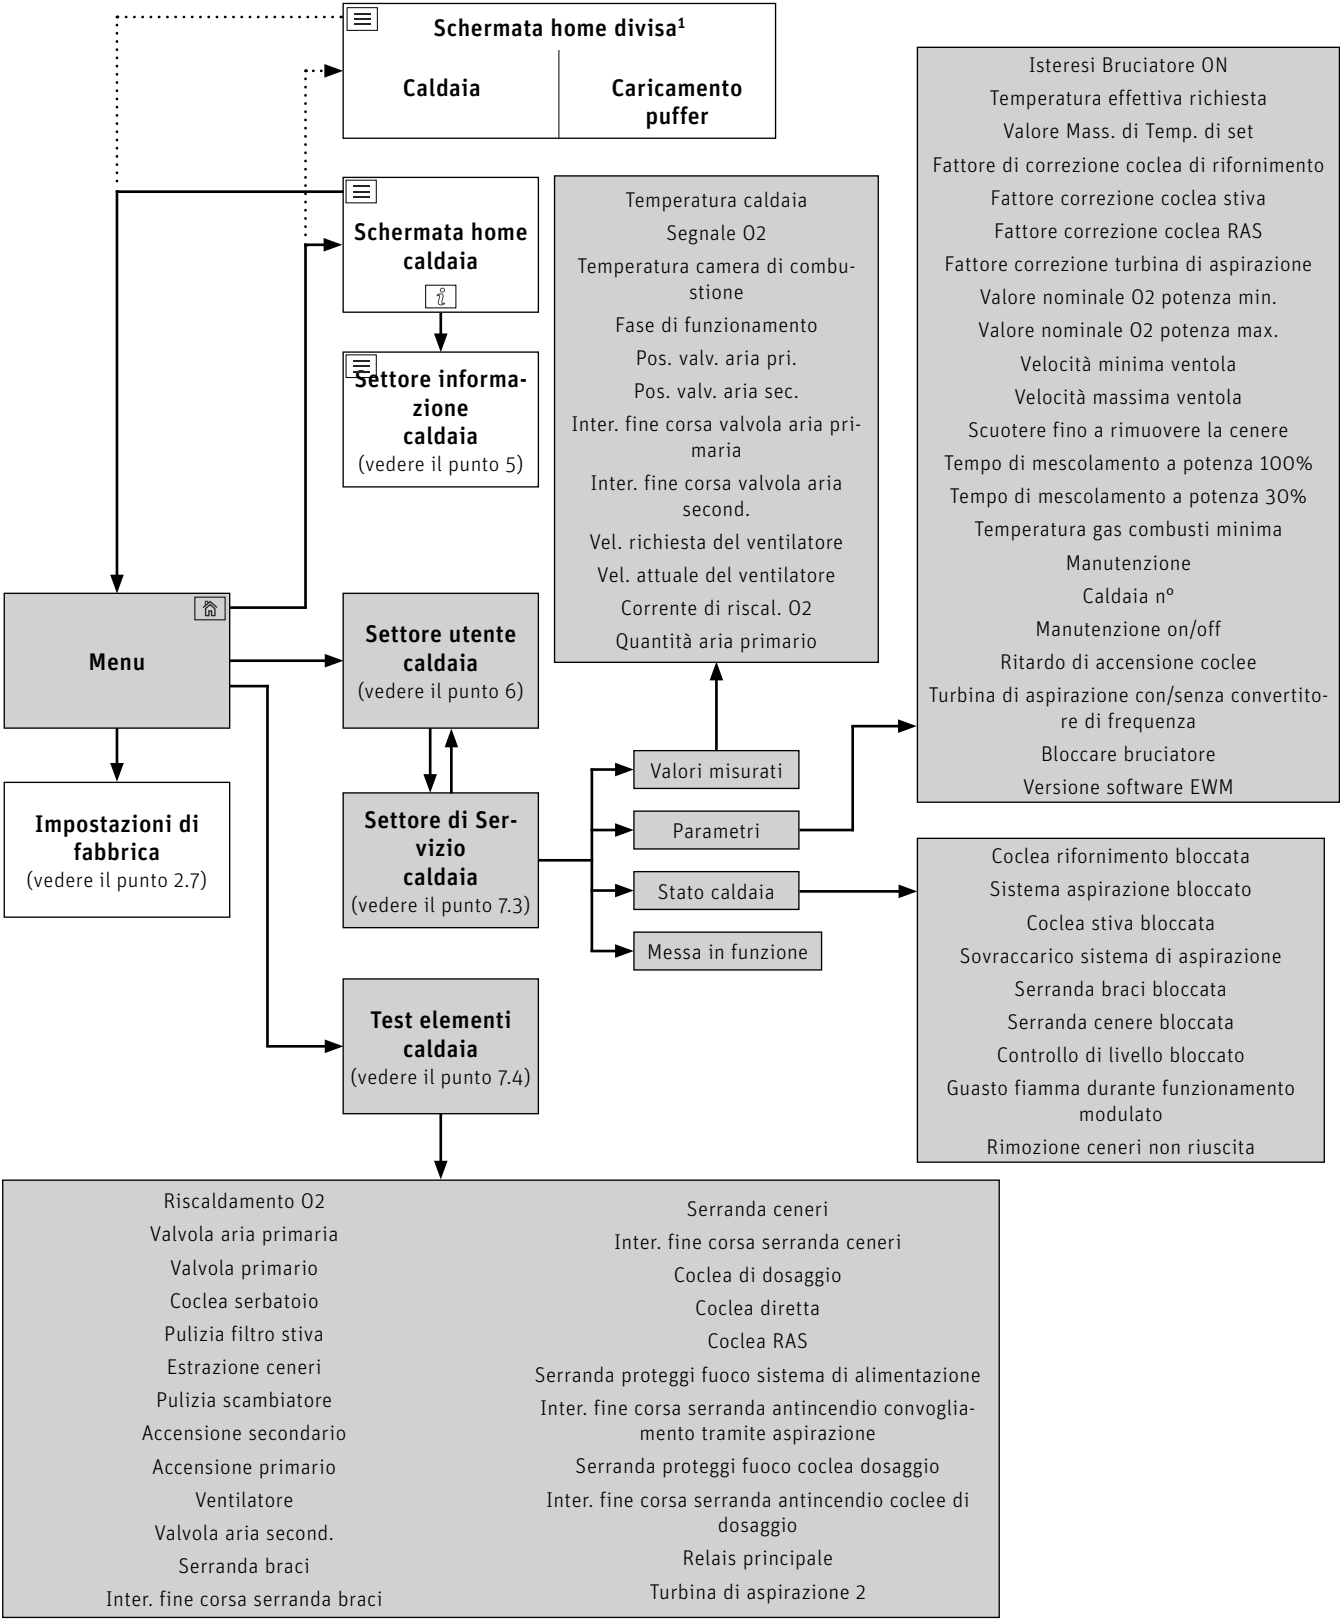 Schermata home divisa¹
Caldaia
Caricamento
puffer
Schermata home
caldaia
Settore informa-
zione
caldaia
(vedere il punto 5)
Menu
Impostazioni di
fabbrica
(vedere il punto 2.7)
Settore utente
caldaia
(vedere il punto 6)
Settore di Ser-
vizio
caldaia
(vedere il punto 7.3)
Test elementi
caldaia
(vedere il punto 7.4)
Temperatura caldaia
Segnale O2
Temperatura camera di combu-
stione
Fase di funzionamento
Pos. valv. aria pri.
Pos. valv. aria sec.
Inter. fine corsa valvola aria pri-
maria
Inter. fine corsa valvola aria
second.
Vel. richiesta del ventilatore
Vel. attuale del ventilatore
Corrente di riscal. O2
Quantità aria primario
Valori misurati
Parametri
Stato caldaia
Messa in funzione
Isteresi Bruciatore ON
Temperatura effettiva richiesta
Valore Mass. di Temp. di set
Fattore di correzione coclea di rifornimento
Fattore correzione coclea stiva
Fattore correzione coclea RAS
Fattore correzione turbina di aspirazione
Valore nominale O2 potenza min.
Valore nominale O2 potenza max.
Velocità minima ventola
Velocità massima ventola
Scuotere fino a rimuovere la cenere
Tempo di mescolamento a potenza 100%
Tempo di mescolamento a potenza 30%
Temperatura gas combusti minima
Manutenzione
Caldaia nº
Manutenzione on/off
Ritardo di accensione coclee
Turbina di aspirazione con/senza convertito-
re di frequenza
Bloccare bruciatore
Versione software EWM
Coclea rifornimento bloccata
Sistema aspirazione bloccato
Coclea stiva bloccata
Sovraccarico sistema di aspirazione
Serranda braci bloccata
Serranda cenere bloccata
Controllo di livello bloccato
Guasto fiamma durante funzionamento
modulato
Rimozione ceneri non riuscita
Riscaldamento O2
Valvola aria primaria
Valvola primario
Coclea serbatoio
Pulizia filtro stiva
Estrazione ceneri
Pulizia scambiatore
Accensione secondario
Accensione primario
Ventilatore
Valvola aria second.
Serranda braci
Inter. fine corsa serranda braci
Serranda ceneri
Inter. fine corsa serranda ceneri
Coclea di dosaggio
Coclea diretta
Coclea RAS
Serranda proteggi fuoco sistema di alimentazione
Inter. fine corsa serranda antincendio convoglia-
mento tramite aspirazione
Serranda proteggi fuoco coclea dosaggio
Inter. fine corsa serranda antincendio coclee di
dosaggio
Relais principale
Turbina di aspirazione 2